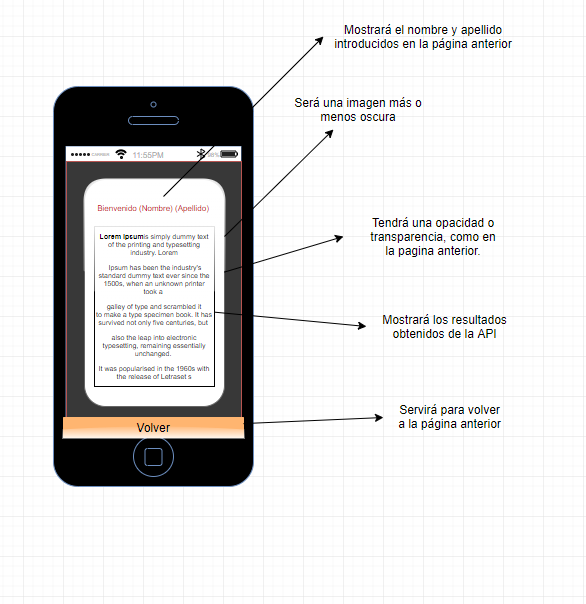 Mostrará el nombre y apellido
introducidos en la página anterior
Será una imagen más o
menos oscura
11:55PM
Bienvenido (Nombre) (Apellido)
Lorem Ipsumis simply dummy text
of the printing and typesetting
industry. Lorem
Ipsum has been the industry's
standard dummy text ever since the
1500s, when an unknown printer
took a
galley of type and scrambled it
to make a type specimen book. It has
survived not only five centuries, but
also the leap into electronic
typesetting, remaining essentially
unchanged.
It was popularised in the 1960s with
the release of Letraset s
Volver
Tendrá una opacidad o
transparencia, como en
la pagina anterior.
Mostrará los resultados
obtenidos de la API
Servirá para volver
a la página anterior